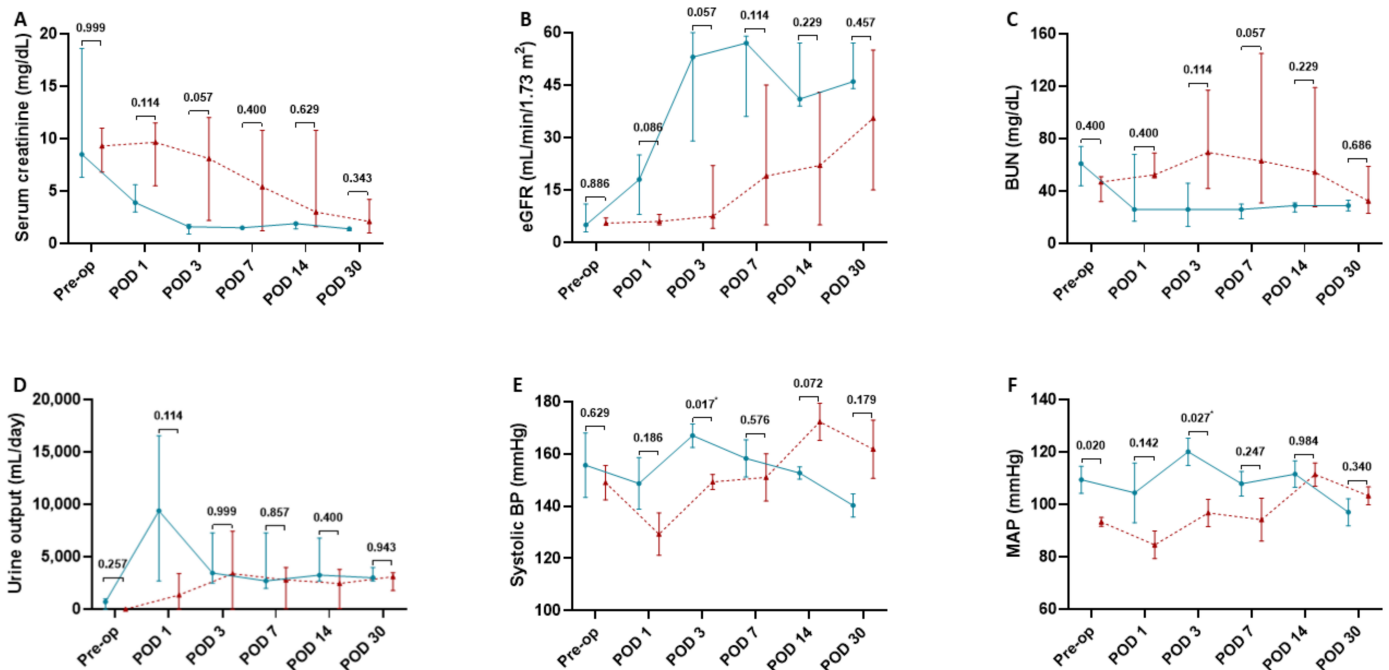 A
Serum creatinine (mg/dL)
20
15
10
5
0
0.999
0.114
0.057
0.400
0.629
0.343
Pre-op
POD 1
POD 3
POD 7
POD 14
POD 30
B
eGFR (mL/min/1.73 m²)
60
45
30
15
0
0.886
0.086
0.057
0.114
0.229
0.457
Pre-op
POD 1
POD 3
POD 7
POD 14
POD 30
C
BUN (mg/dL)
160
120
80
40
0
0.400
0.400
0.114
0.057
0.229
0.686
Pre-op
POD 1
POD 3
POD 7
POD 14
POD 30
D
Urine output (mL/day)
20,000
15,000
10,000
5,000
0
0.257
0.114
0.999
0.857
0.400
0.943
Pre-op
POD 1
POD 3
POD 7
POD 14
POD 30
E
Systolic BP (mmHg)
180
160
140
120
100
0.629
0.186
0.017*
0.576
0.072
0.179
Pre-op
POD 1
POD 3
POD 7
POD 14
POD 30
F
MAP (mmHg)
140
120
100
80
60
0.020
0.142
0.027*
0.247
0.984
0.340
Pre-op
POD 1
POD 3
POD 7
POD 14
POD 30